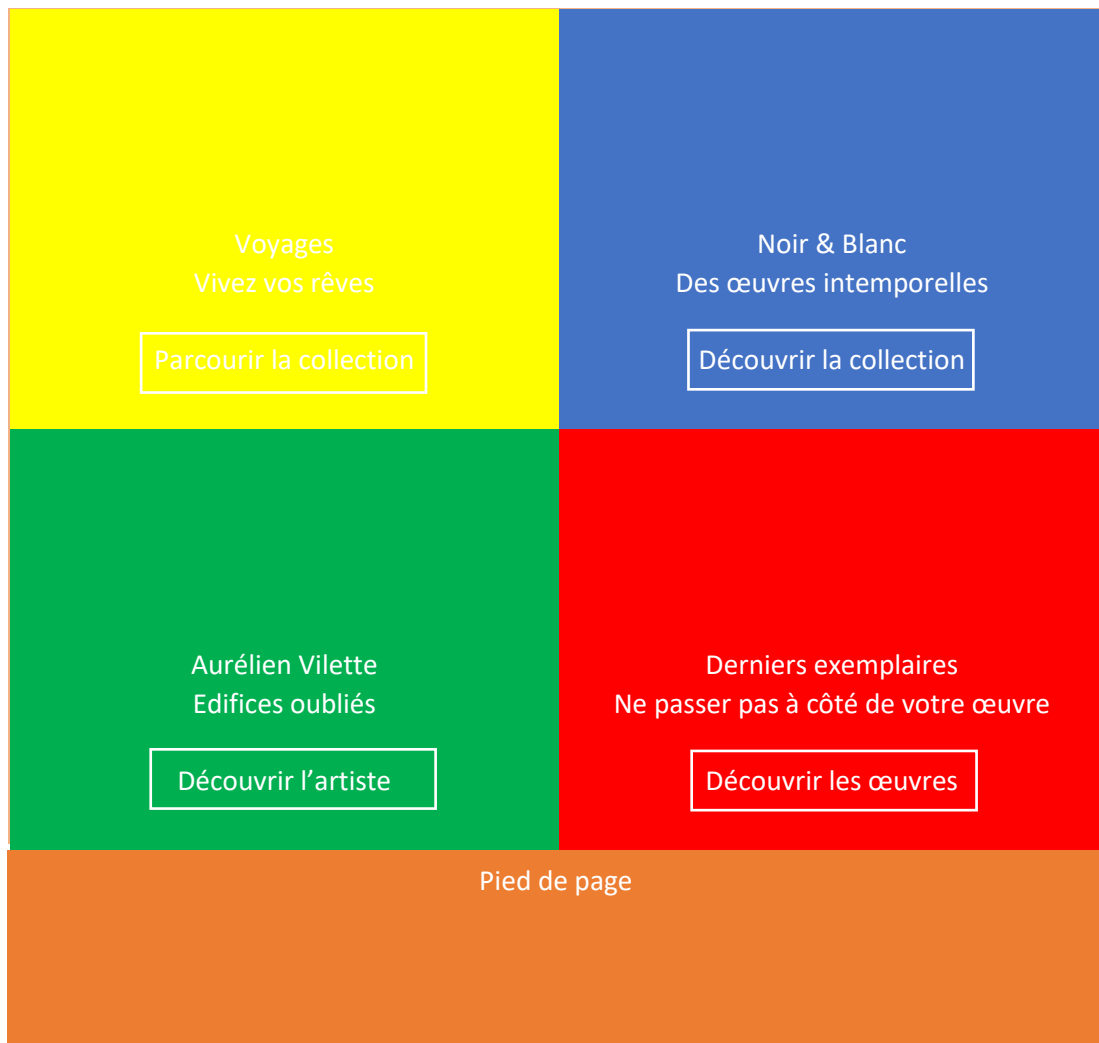 Voyages
Vivez vos rêves
Parcourir la collection
Noir & Blanc
Des œuvres intemporelles
Découvrir la collection
Aurélien Vilette
Edifices oubliés
Découvrir l’artiste
Derniers exemplaires
Ne passer pas à côté de votre œuvre
Découvrir les œuvres
Pied de page